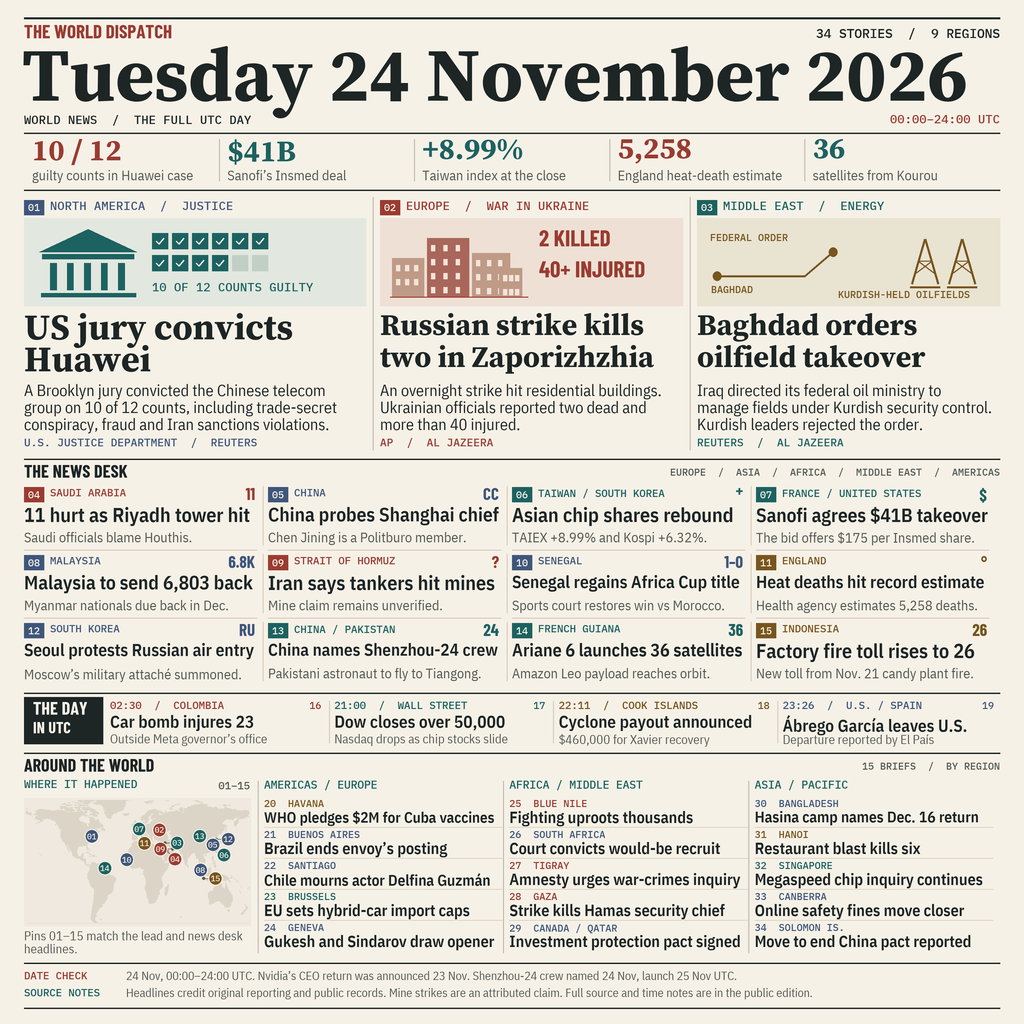 THE WORLD DISPATCH
34 STORIES / 9 REGIONS
Tuesday 24 November 2026
WORLD NEWS / THE FULL UTC DAY
00:00–24:00 UTC
10 / 12
guilty counts in Huawei case
$41B
Sanofi’s Insmed deal
+8.99%
Taiwan index at the close
5,258
England heat-death estimate
36
satellites from Kourou
01 NORTH AMERICA / JUSTICE
10 OF 12 COUNTS GUILTY
US jury convicts
Huawei
A Brooklyn jury convicted the Chinese telecom
group on 10 of 12 counts, including trade-secret
conspiracy, fraud and Iran sanctions violations.
U.S. JUSTICE DEPARTMENT / REUTERS
02 EUROPE / WAR IN UKRAINE
2 KILLED
40+ INJURED
Russian strike kills
two in Zaporizhzhia
An overnight strike hit residential buildings.
Ukrainian officials reported two dead and
more than 40 injured.
AP / AL JAZEERA
03 MIDDLE EAST / ENERGY
FEDERAL ORDER
BAGHDAD
KURDISH-HELD OILFIELDS
Baghdad orders
oilfield takeover
Iraq directed its federal oil ministry to
manage fields under Kurdish security control.
Kurdish leaders rejected the order.
REUTERS / AL JAZEERA
THE NEWS DESK
EUROPE / ASIA / AFRICA / MIDDLE EAST / AMERICAS
04 SAUDI ARABIA 11
11 hurt as Riyadh tower hit
Saudi officials blame Houthis.
05 CHINA CC
China probes Shanghai chief
Chen Jining is a Politburo member.
06 TAIWAN / SOUTH KOREA +
Asian chip shares rebound
TAIEX +8.99% and Kospi +6.32%.
07 FRANCE / UNITED STATES $
Sanofi agrees $41B takeover
The bid offers $175 per Insmed share.
08 MALAYSIA 6.8K
Malaysia to send 6,803 back
Myanmar nationals due back in Dec.
09 STRAIT OF HORMUZ ?
Iran says tankers hit mines
Mine claim remains unverified.
10 SENEGAL 1–0
Senegal regains Africa Cup title
Sports court restores win vs Morocco.
11 ENGLAND °
Heat deaths hit record estimate
Health agency estimates 5,258 deaths.
12 SOUTH KOREA RU
Seoul protests Russian air entry
Moscow’s military attaché summoned.
13 CHINA / PAKISTAN 24
China names Shenzhou-24 crew
Pakistani astronaut to fly to Tiangong.
14 FRENCH GUIANA 36
Ariane 6 launches 36 satellites
Amazon Leo payload reaches orbit.
15 INDONESIA 26
Factory fire toll rises to 26
New toll from Nov. 21 candy plant fire.
THE DAY
IN UTC
02:30 / COLOMBIA 16
Car bomb injures 23
Outside Meta governor’s office
21:00 / WALL STREET 17
Dow closes over 50,000
Nasdaq drops as chip stocks slide
22:11 / COOK ISLANDS 18
Cyclone payout announced
$460,000 for Xavier recovery
23:26 / U.S. / SPAIN 19
Ábrego García leaves U.S.
Departure reported by El País
AROUND THE WORLD
15 BRIEFS / BY REGION
WHERE IT HAPPENED 01–15
01
07
02
11
09
03
04
10
14
13
05
12
06
08
15
Pins 01–15 match the lead and news desk
headlines.
AMERICAS / EUROPE
20 HAVANA
WHO pledges $2M for Cuba vaccines
21 BUENOS AIRES
Brazil ends envoy’s posting
22 SANTIAGO
Chile mourns actor Delfina Guzmán
23 BRUSSELS
EU sets hybrid-car import caps
24 GENEVA
Gukesh and Sindarov draw opener
AFRICA / MIDDLE EAST
25 BLUE NILE
Fighting uproots thousands
26 SOUTH AFRICA
Court convicts would-be recruit
27 TIGRAY
Amnesty urges war-crimes inquiry
28 GAZA
Strike kills Hamas security chief
29 CANADA / QATAR
Investment protection pact signed
ASIA / PACIFIC
30 BANGLADESH
Hasina camp names Dec. 16 return
31 HANOI
Restaurant blast kills six
32 SINGAPORE
Megaspeed chip inquiry continues
33 CANBERRA
Online safety fines move closer
34 SOLOMON IS.
Move to end China pact reported
DATE CHECK 24 Nov, 00:00–24:00 UTC. Nvidia’s CEO return was announced 23 Nov. Shenzhou-24 crew named 24 Nov, launch 25 Nov UTC.
SOURCE NOTES Headlines credit original reporting and public records. Mine strikes are an attributed claim. Full source and time notes are in the public edition.